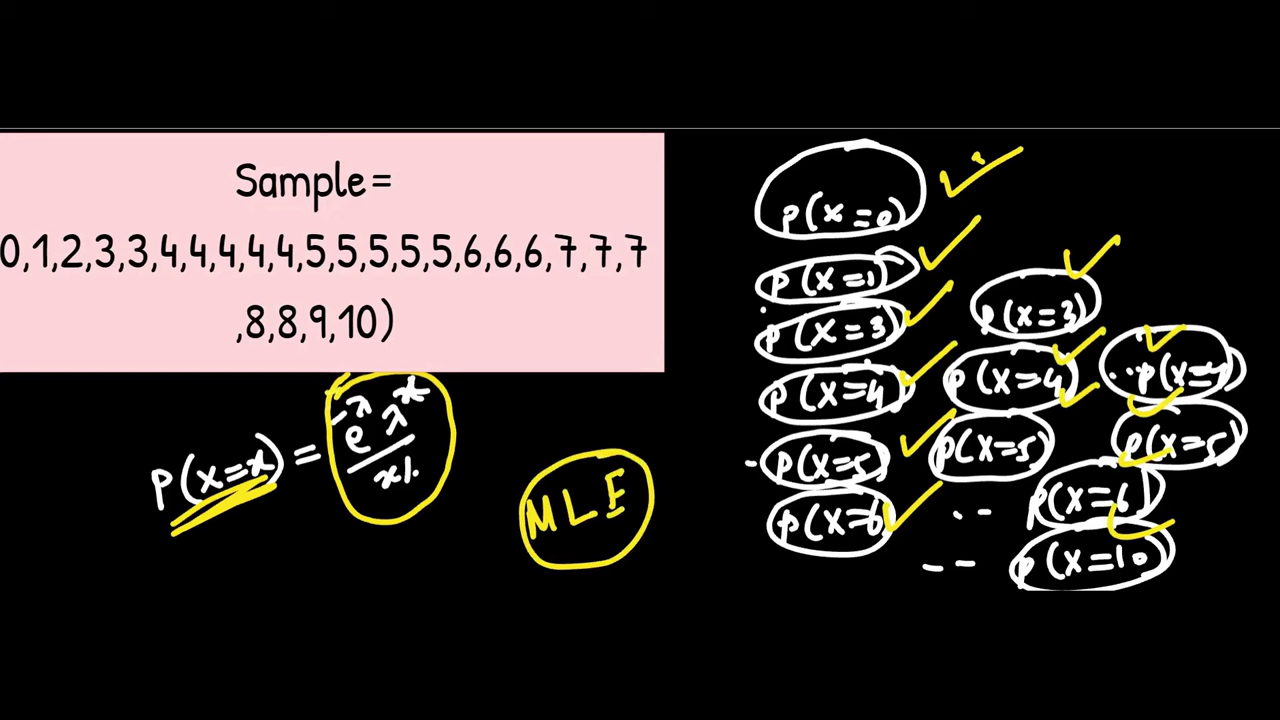 Sample=
0,1,2,3,3,4,4,4,4,4,5,5,5,5,5,6,6,6,7,7,7
,8,8,9,10)
P(x=x) = e^-λ λ^x / x!
MLE
P(x=0)
P(x=1)
P(x=3) P(x=3)
P(x=4) P(x=4) ..P(x=4)
P(x=5) P(x=5) P(x=5)
P(x=6) .-- P(x=6)
-- P(x=10)